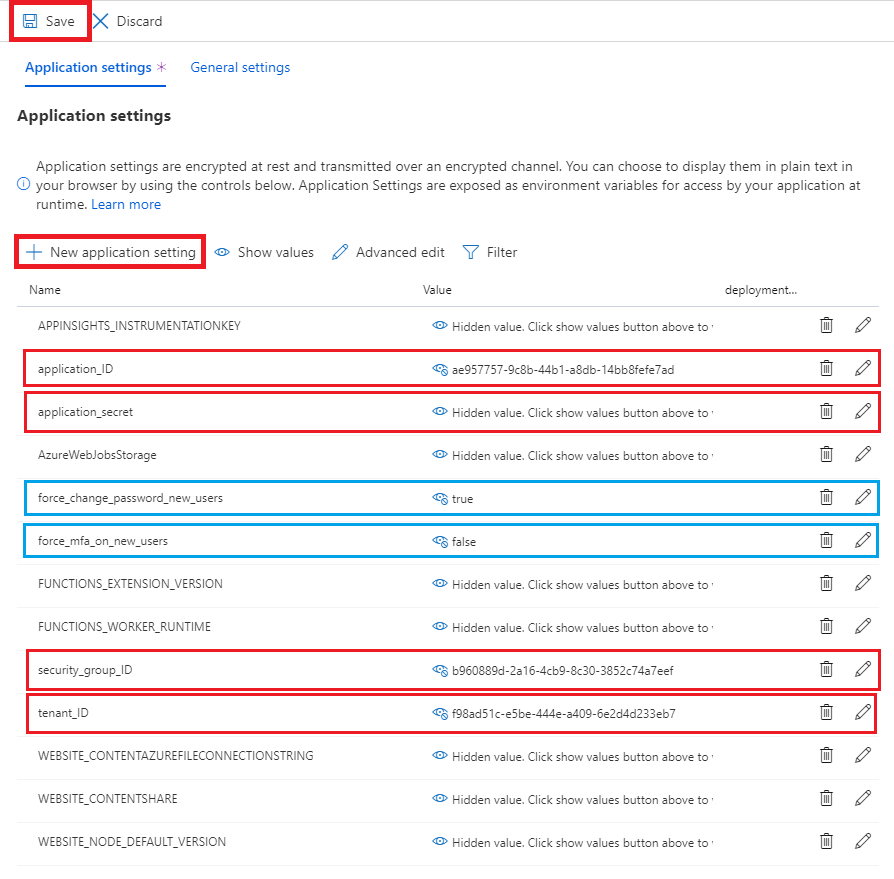 Save Discard
Application settings * General settings
Application settings
Application settings are encrypted at rest and transmitted over an encrypted channel. You can choose to display them in plain text in
your browser by using the controls below. Application Settings are exposed as environment variables for access by your application at
runtime. Learn more
New application setting Show values Advanced edit Filter
Name Value deployment...
APPINSIGHTS_INSTRUMENTATIONKEY Hidden value. Click show values button above to
application_ID ae957757-9c8b-44b1-a8db-14bb8fefe7ad
application_secret Hidden value. Click show values button above to
AzureWebJobsStorage Hidden value. Click show values button above to
force_change_password_new_users true
force_mfa_on_new_users false
FUNCTIONS_EXTENSION_VERSION Hidden value. Click show values button above to
FUNCTIONS_WORKER_RUNTIME Hidden value. Click show values button above to
security_group_ID b960889d-2a16-4cb9-8c30-3852c74a7eef
tenant_ID f98ad51c-e5be-444e-a409-6e2d4d233eb7
WEBSITE_CONTENTAZUREFILECONNECTIONSTRING Hidden value. Click show values button above to
WEBSITE_CONTENTSHARE Hidden value. Click show values button above to
WEBSITE_NODE_DEFAULT_VERSION Hidden value. Click show values button above to